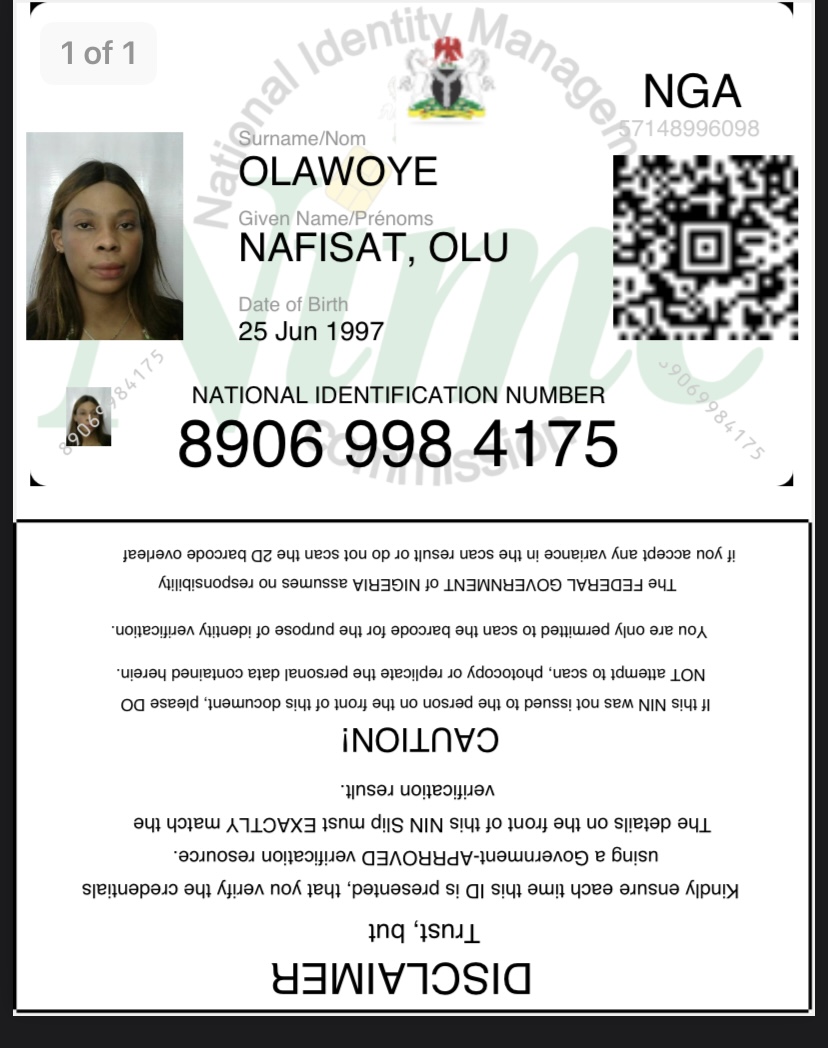 1 of 1
National Identity Managem
NGA
57148996098
Surname/Nom
OLAWOYE
Given Name/Prénoms
NAFISAT, OLU
Date of Birth
25 Jun 1997
Nimc
89069984175
89069984175
NATIONAL IDENTIFICATION NUMBER
8906 998 4175
Commission
DISCLAIMER
Trust, but
Kindly ensure each time this ID is presented, that you verify the credentials
using a Government-APPROVED verification resource.
The details on the front of this NIN Slip must EXACTLY match the
verification result.
CAUTION!
If this NIN was not issued to the person on the front of this document, please DO
NOT attempt to scan, photocopy or replicate the personal data contained herein.
You are only permitted to scan the barcode for the purpose of identity verification.
The FEDERAL GOVERNMENT of NIGERIA assumes no responsibility
if you accept any variance in the scan result or do not scan the 2D barcode overleaf